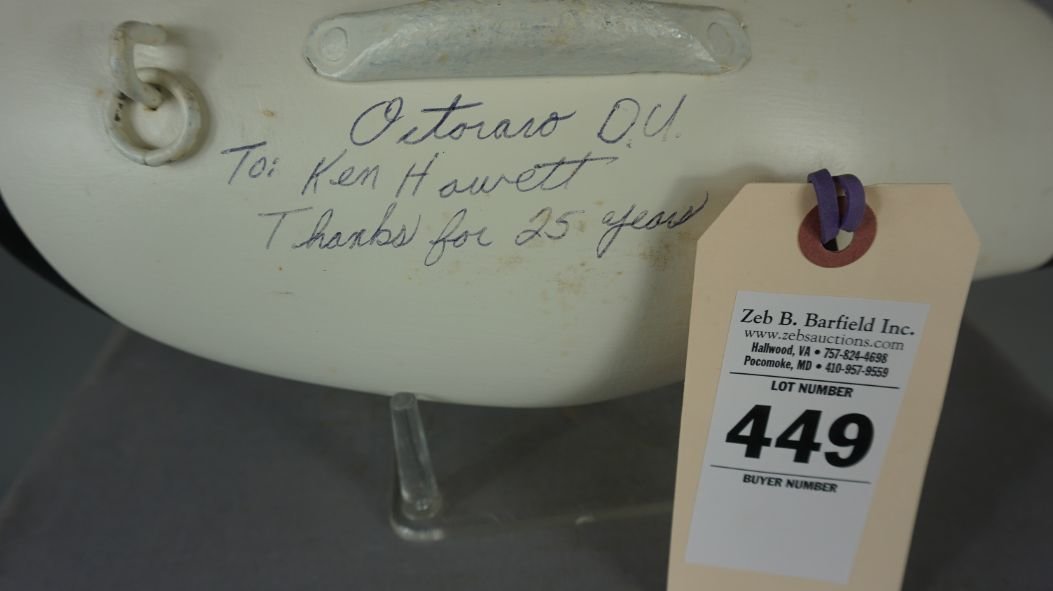 Octoraro D.U.
To: Ken Howett
Thanks for 25 years
Zeb B. Barfield Inc.
www.zebsauctions.com
Hallwood, VA • 757-824-4698
Pocomoke, MD • 410-957-9559
LOT NUMBER
449
BUYER NUMBER